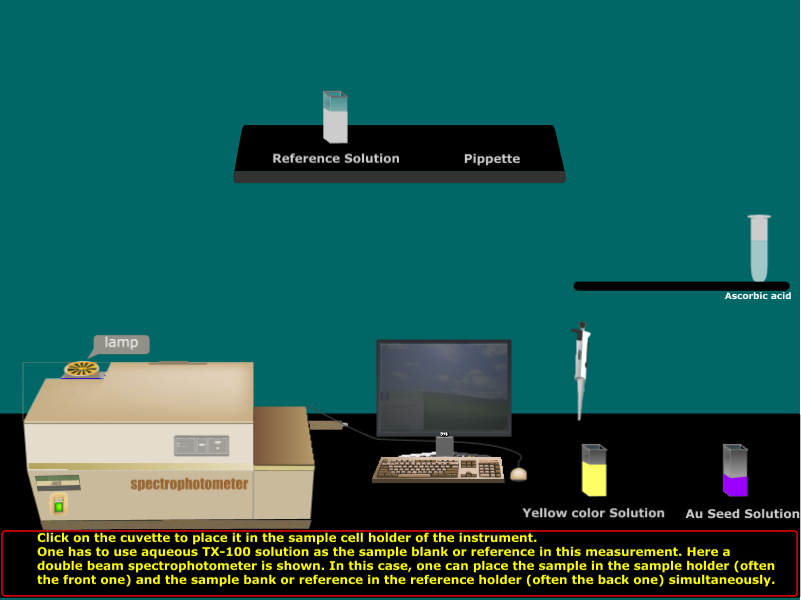 Reference Solution
Pippette
Ascorbic acid
lamp
spectrophotometer
Yellow color Solution
Au Seed Solution
Click on the cuvette to place it in the sample cell holder of the instrument.
One has to use aqueous TX-100 solution as the sample blank or reference in this measurement. Here a
double beam spectrophotometer is shown. In this case, one can place the sample in the sample holder (often
the front one) and the sample bank or reference in the reference holder (often the back one) simultaneously.